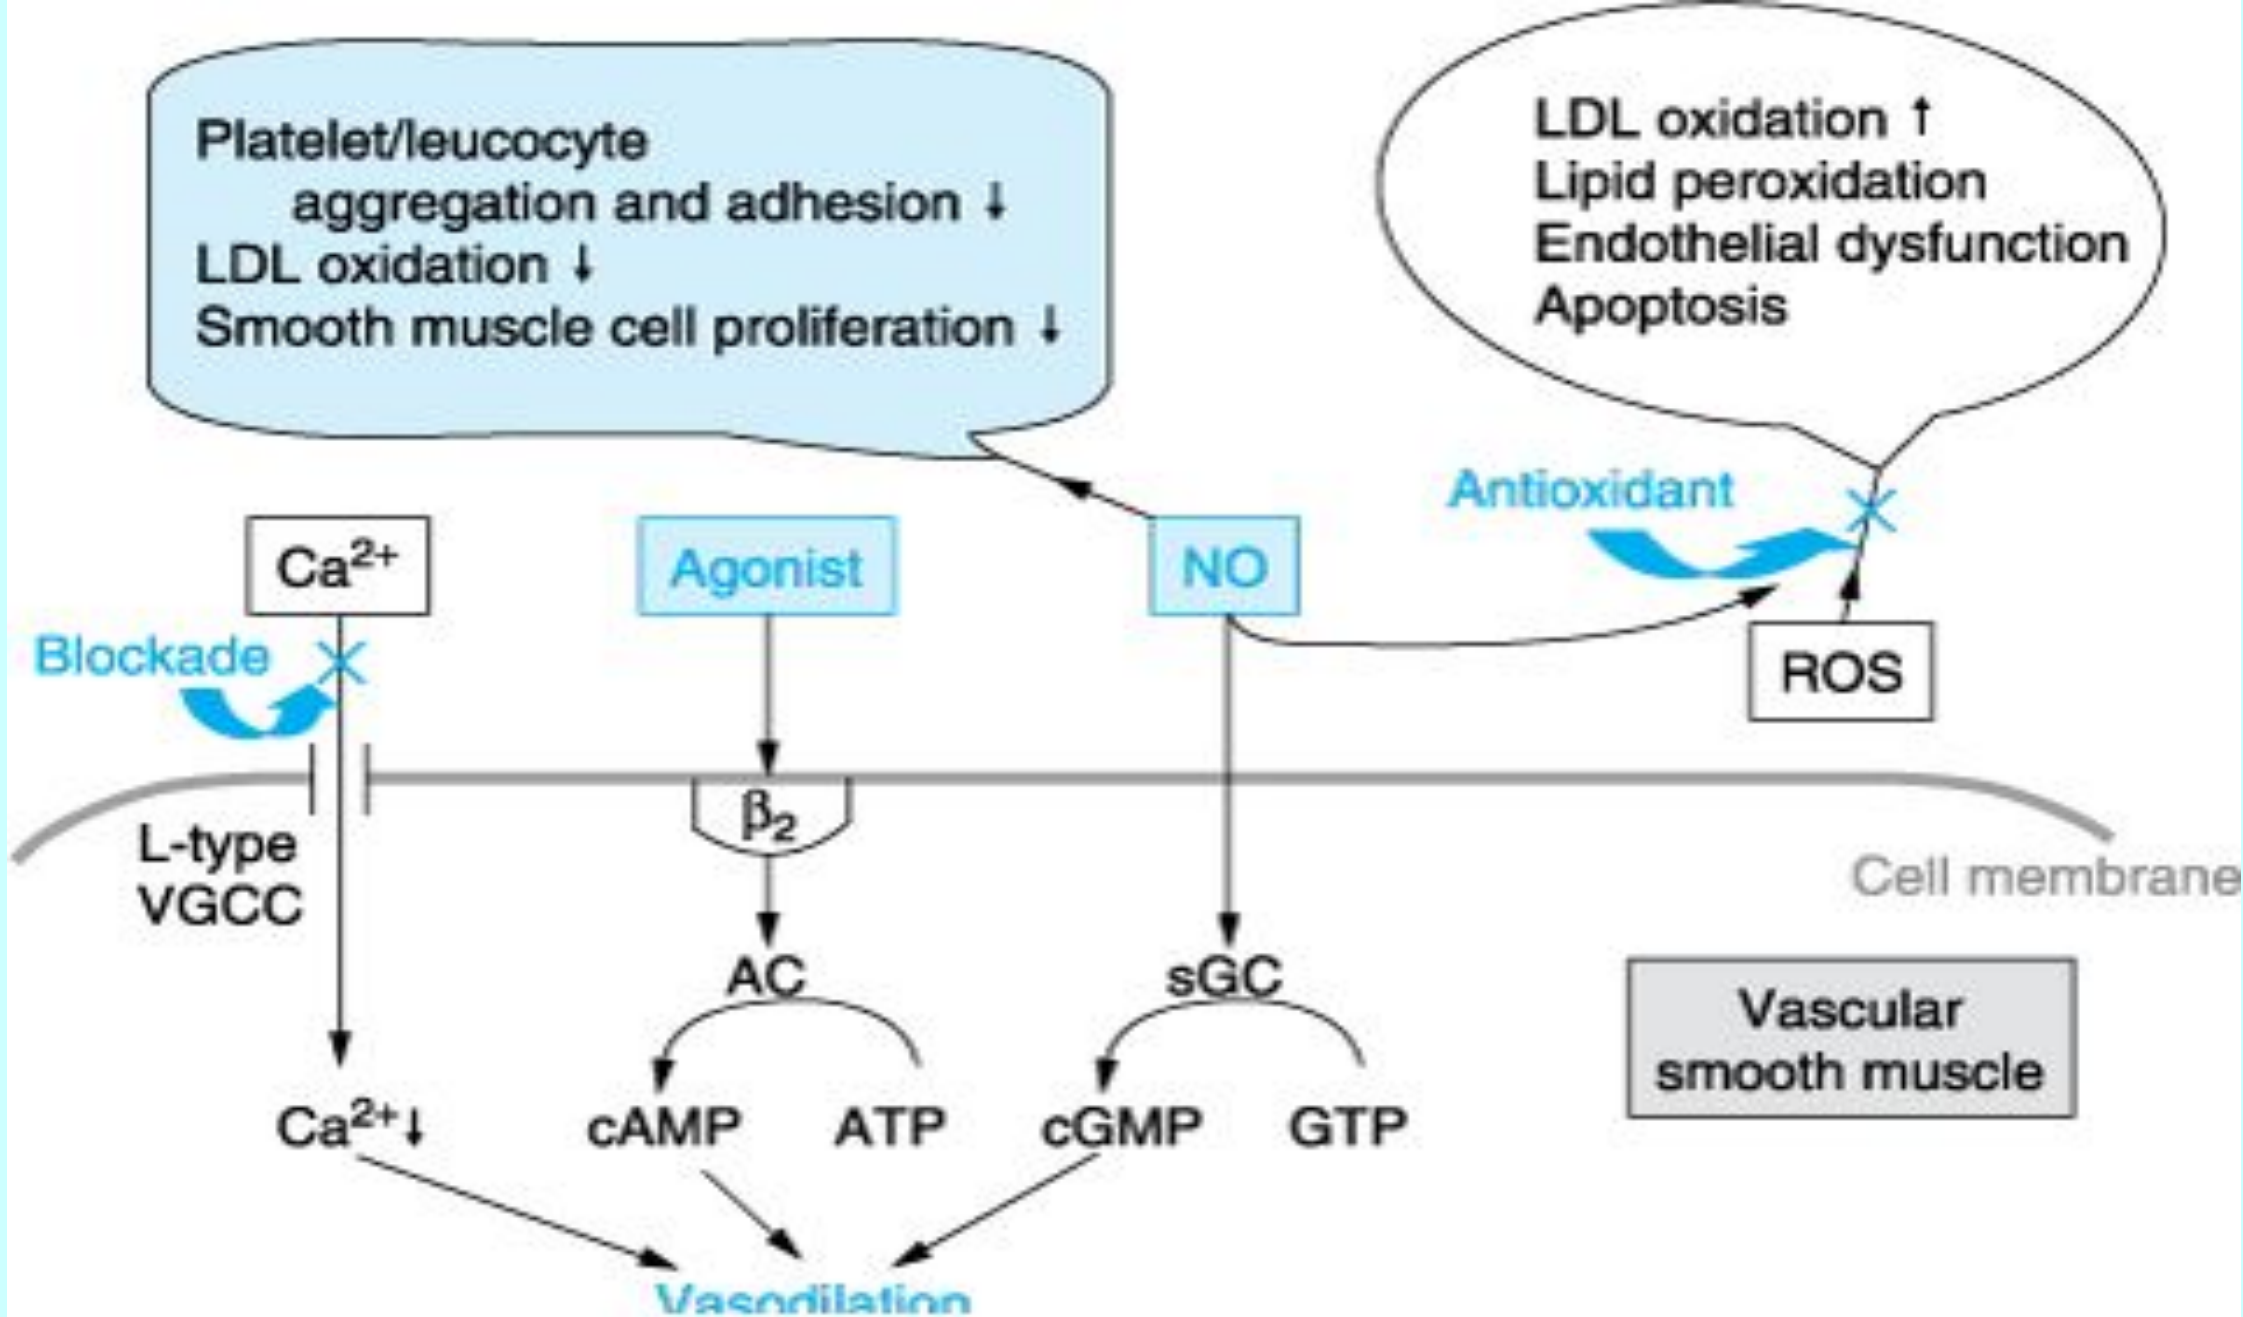 Platelet/leucocyte
aggregation and adhesion ↓
LDL oxidation ↓
Smooth muscle cell proliferation ↓
LDL oxidation ↑
Lipid peroxidation
Endothelial dysfunction
Apoptosis
Antioxidant
Ca²⁺
Agonist
NO
Blockade
ROS
β₂
L-type
VGCC
Cell membrane
AC
sGC
Vascular
smooth muscle
Ca²⁺↓
cAMP
ATP
cGMP
GTP
Vasodilation